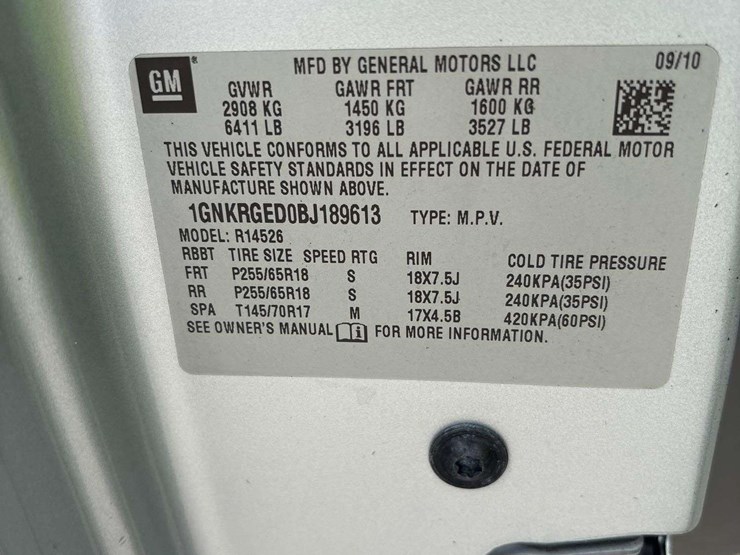 GM ®
MFD BY GENERAL MOTORS LLC 09/10
GVWR GAWR FRT GAWR RR
2908 KG 1450 KG 1600 KG
6411 LB 3196 LB 3527 LB
THIS VEHICLE CONFORMS TO ALL APPLICABLE U.S. FEDERAL MOTOR
VEHICLE SAFETY STANDARDS IN EFFECT ON THE DATE OF
MANUFACTURE SHOWN ABOVE.
1GNKRGED0BJ189613 TYPE: M.P.V.
MODEL: R14526
RBBT TIRE SIZE SPEED RTG RIM COLD TIRE PRESSURE
FRT P255/65R18 S 18X7.5J 240KPA(35PSI)
RR P255/65R18 S 18X7.5J 240KPA(35PSI)
SPA T145/70R17 M 17X4.5B 420KPA(60PSI)
SEE OWNER'S MANUAL i FOR MORE INFORMATION.